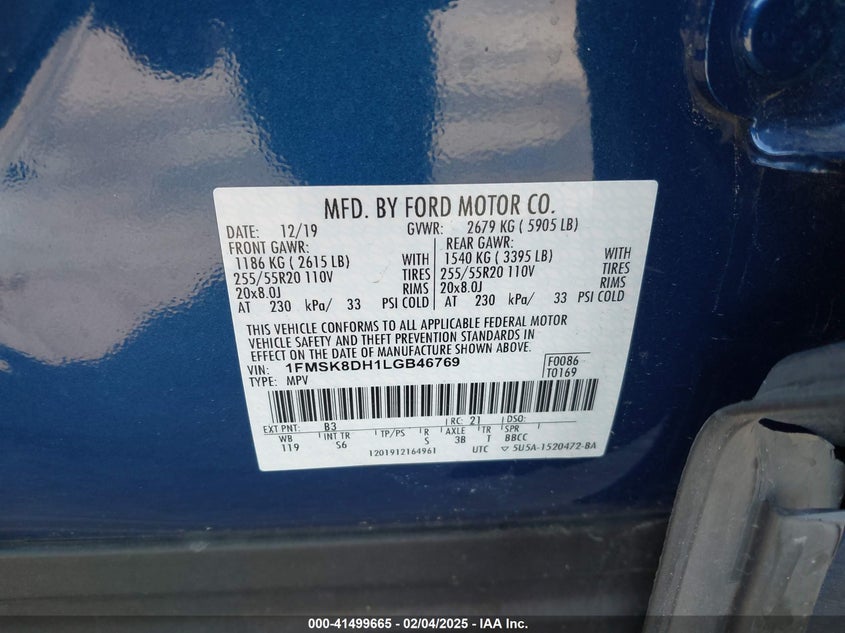 MFD. BY FORD MOTOR CO.
DATE: 12/19 GVWR: 2679 KG ( 5905 LB)
FRONT GAWR: REAR GAWR:
1186 KG ( 2615 LB) WITH 1540 KG ( 3395 LB) WITH
255/55R20 110V TIRES 255/55R20 110V TIRES
20x8.0J RIMS 20x8.0J RIMS
AT 230 kPa/ 33 PSI COLD AT 230 kPa/ 33 PSI COLD
THIS VEHICLE CONFORMS TO ALL APPLICABLE FEDERAL MOTOR
VEHICLE SAFETY AND THEFT PREVENTION STANDARDS IN
EFFECT ON THE DATE OF MANUFACTURE SHOWN ABOVE.
VIN: 1FMSK8DH1LGB46769 F0086
TYPE: MPV T0169
EXT PNT: B3 RC: 21 DSO:
WB INT TR TP/PS R AXLE TR SPR
119 S6 S 3B T BBCC
1201912164961 UTC ▽ 5U5A-1520472-BA
000-41499665 - 02/04/2025 - IAA Inc.